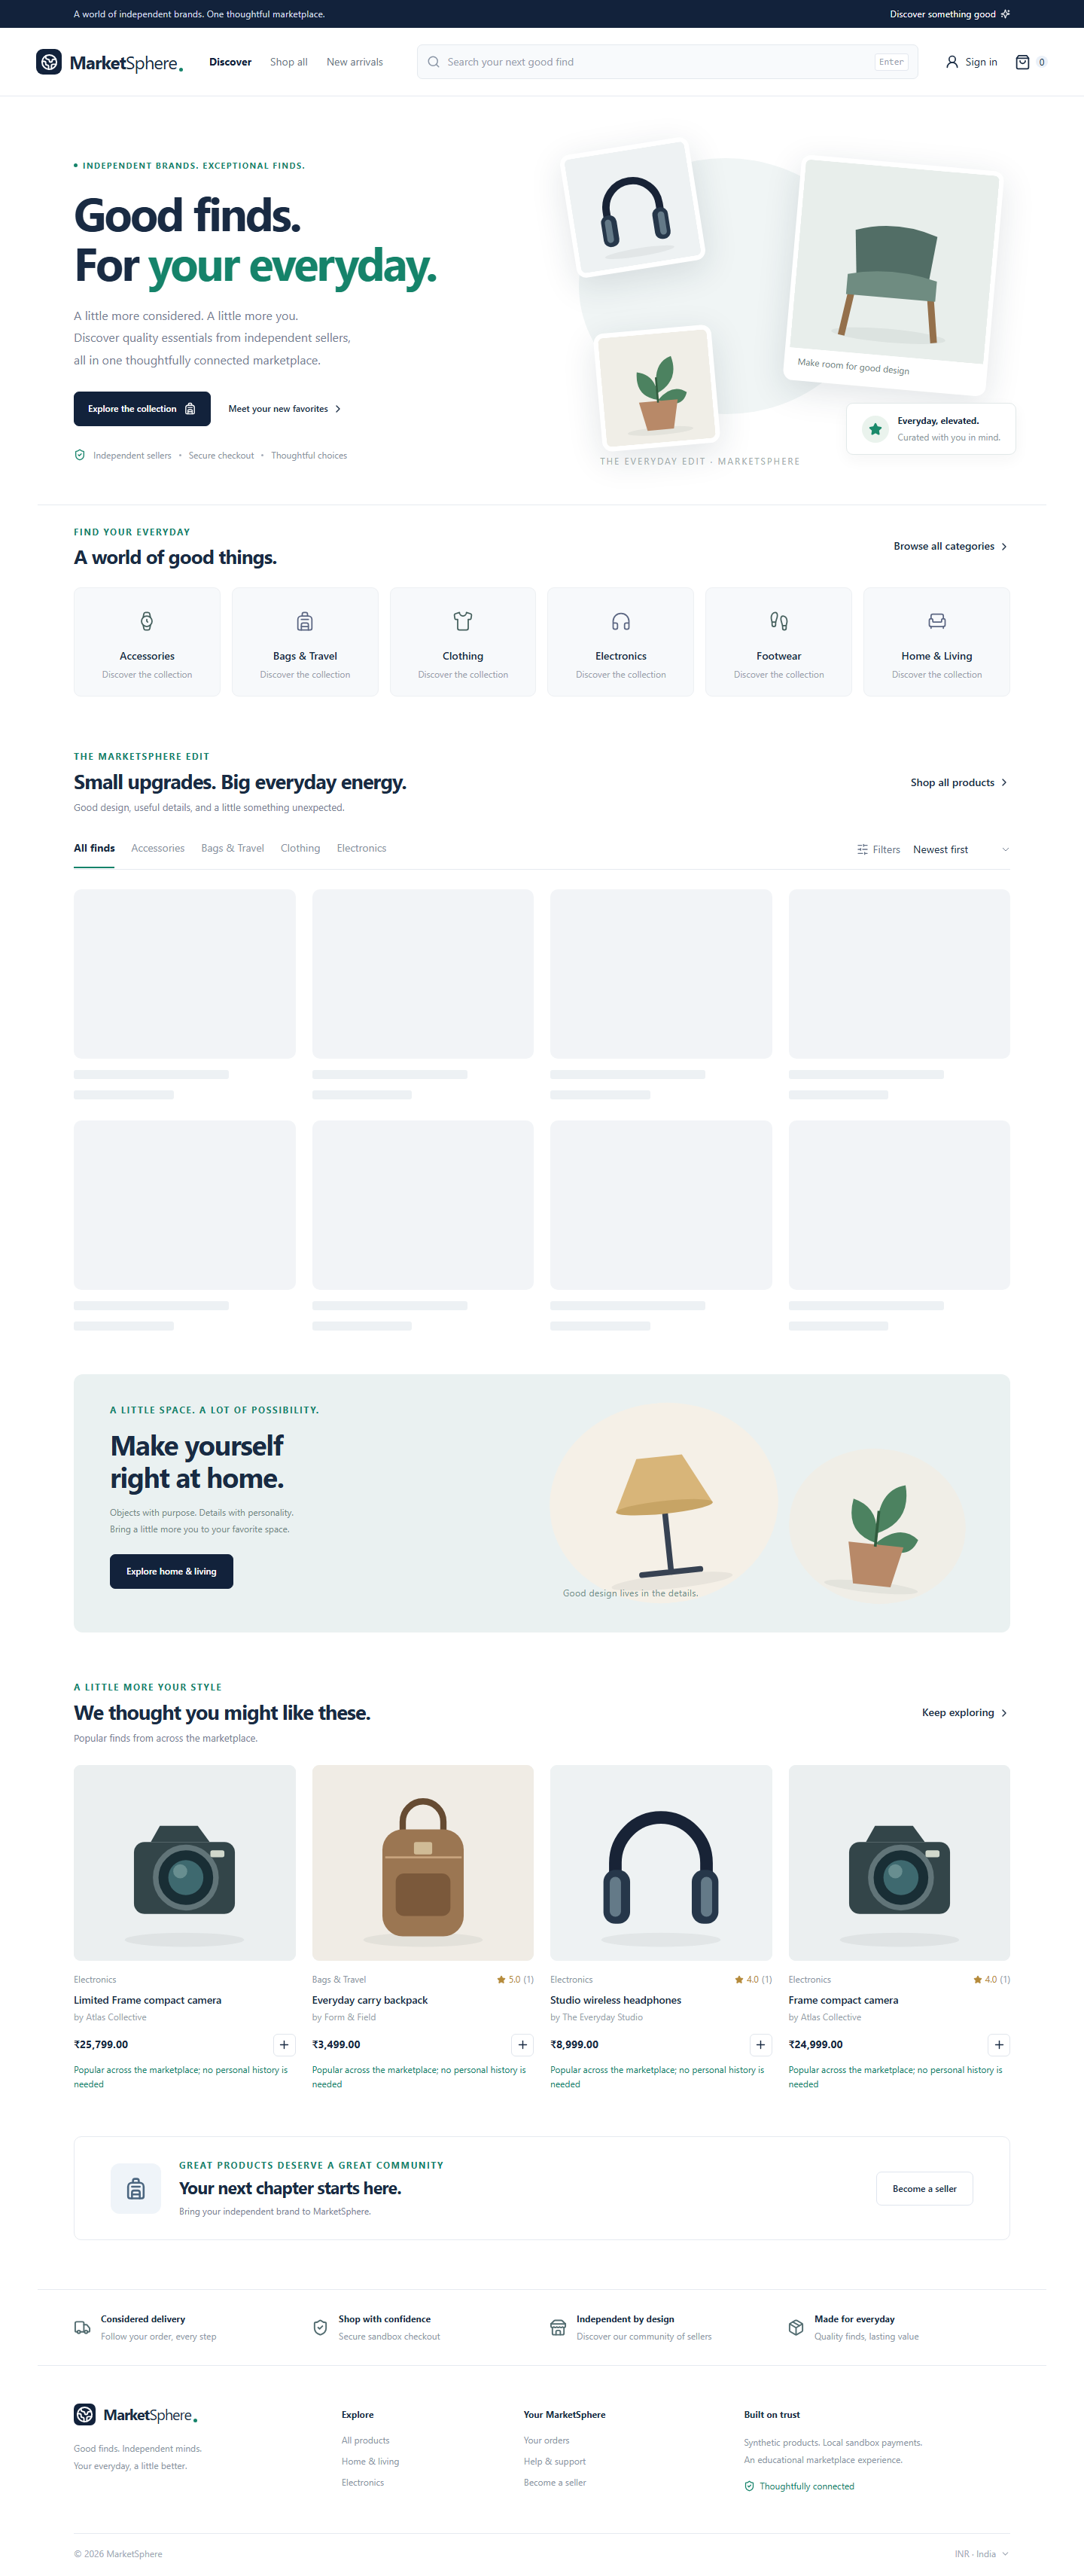 A world of independent brands. One thoughtful marketplace.
Discover something good
MarketSphere.
Discover
Shop all
New arrivals
Search your next good find
Enter
Sign in
0
INDEPENDENT BRANDS. EXCEPTIONAL FINDS.
Good finds.
For your everyday.
A little more considered. A little more you.
Discover quality essentials from independent sellers,
all in one thoughtfully connected marketplace.
Explore the collection
Meet your new favorites
Independent sellers • Secure checkout • Thoughtful choices
Make room for good design
Everyday, elevated.
Curated with you in mind.
THE EVERYDAY EDIT · MARKETSPHERE
FIND YOUR EVERYDAY
A world of good things.
Browse all categories
Accessories
Discover the collection
Bags & Travel
Discover the collection
Clothing
Discover the collection
Electronics
Discover the collection
Footwear
Discover the collection
Home & Living
Discover the collection
THE MARKETSPHERE EDIT
Small upgrades. Big everyday energy.
Good design, useful details, and a little something unexpected.
Shop all products
All finds
Accessories
Bags & Travel
Clothing
Electronics
Filters
Newest first
A LITTLE SPACE. A LOT OF POSSIBILITY.
Make yourself
right at home.
Objects with purpose. Details with personality.
Bring a little more you to your favorite space.
Explore home & living
Good design lives in the details.
A LITTLE MORE YOUR STYLE
We thought you might like these.
Popular finds from across the marketplace.
Keep exploring
Electronics
Limited Frame compact camera
by Atlas Collective
₹25,799.00
Popular across the marketplace; no personal history is
needed
Bags & Travel
5.0 (1)
Everyday carry backpack
by Form & Field
₹3,499.00
Popular across the marketplace; no personal history is
needed
Electronics
4.0 (1)
Studio wireless headphones
by The Everyday Studio
₹8,999.00
Popular across the marketplace; no personal history is
needed
Electronics
4.0 (1)
Frame compact camera
by Atlas Collective
₹24,999.00
Popular across the marketplace; no personal history is
needed
GREAT PRODUCTS DESERVE A GREAT COMMUNITY
Your next chapter starts here.
Bring your independent brand to MarketSphere.
Become a seller
Considered delivery
Follow your order, every step
Shop with confidence
Secure sandbox checkout
Independent by design
Discover our community of sellers
Made for everyday
Quality finds, lasting value
MarketSphere.
Good finds. Independent minds.
Your everyday, a little better.
Explore
All products
Home & living
Electronics
Your MarketSphere
Your orders
Help & support
Become a seller
Built on trust
Synthetic products. Local sandbox payments.
An educational marketplace experience.
Thoughtfully connected
© 2026 MarketSphere
INR · India